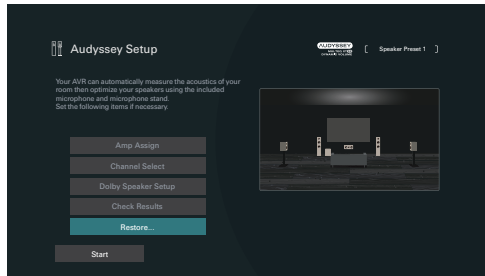 Audyssey Setup
AUDYSSEY
DYNAMIC VOLUME
[ Speaker Preset 1 ]
Your AVR can automatically measure the acoustics of your
room then optimize your speakers using the included
microphone and microphone stand.
Set the following items if necessary.
Amp Assign
Channel Select
Dolby Speaker Setup
Check Results
Restore...
Start